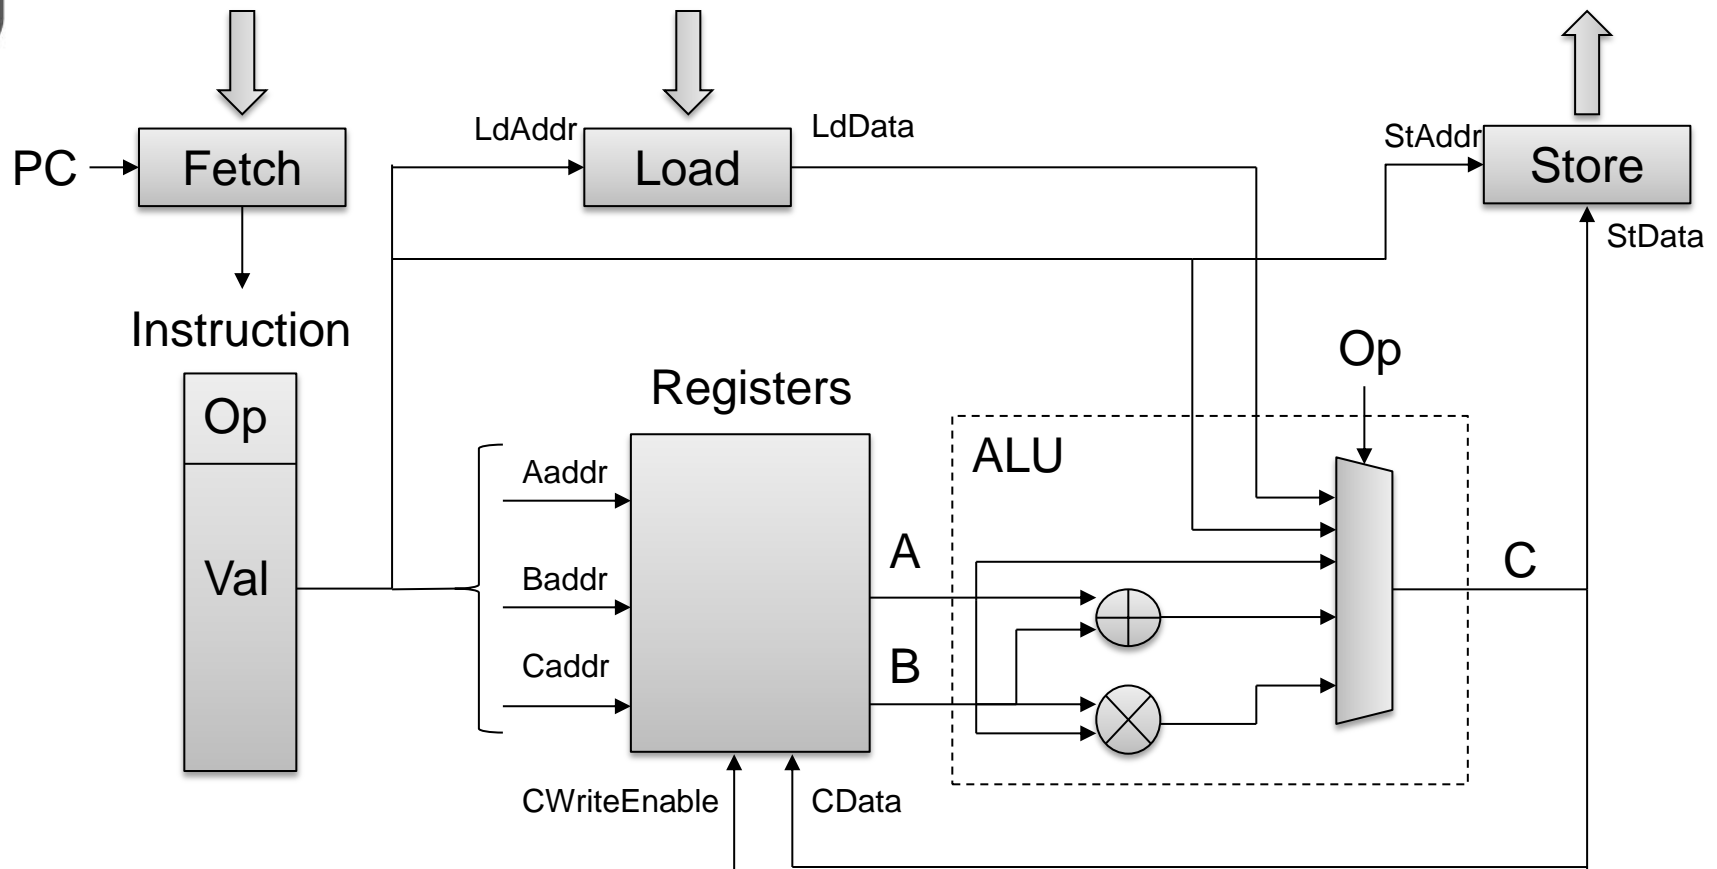 LdAddr
LdData
StAddr
PC
Fetch
Load
Store
StData
Instruction
Op
Registers
Op
ALU
Aaddr
A
C
Val
Baddr
B
Caddr
CWriteEnable
CData